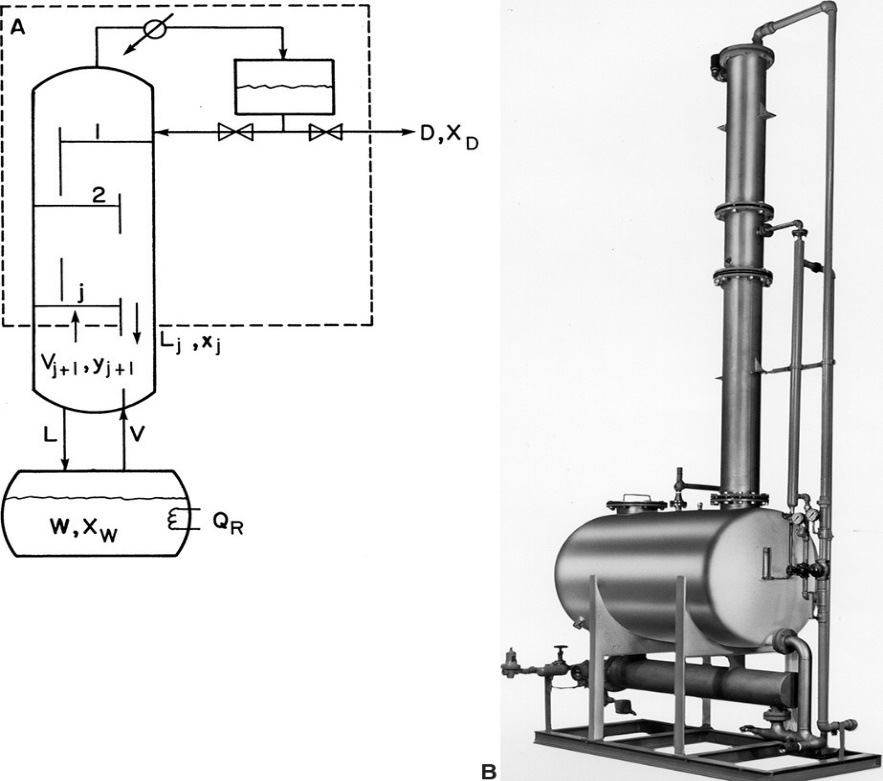 A
1
D, X_D
2
j
L_j, x_j
V_j+1, y_j+1
L
V
W, X_W
Q_R
B